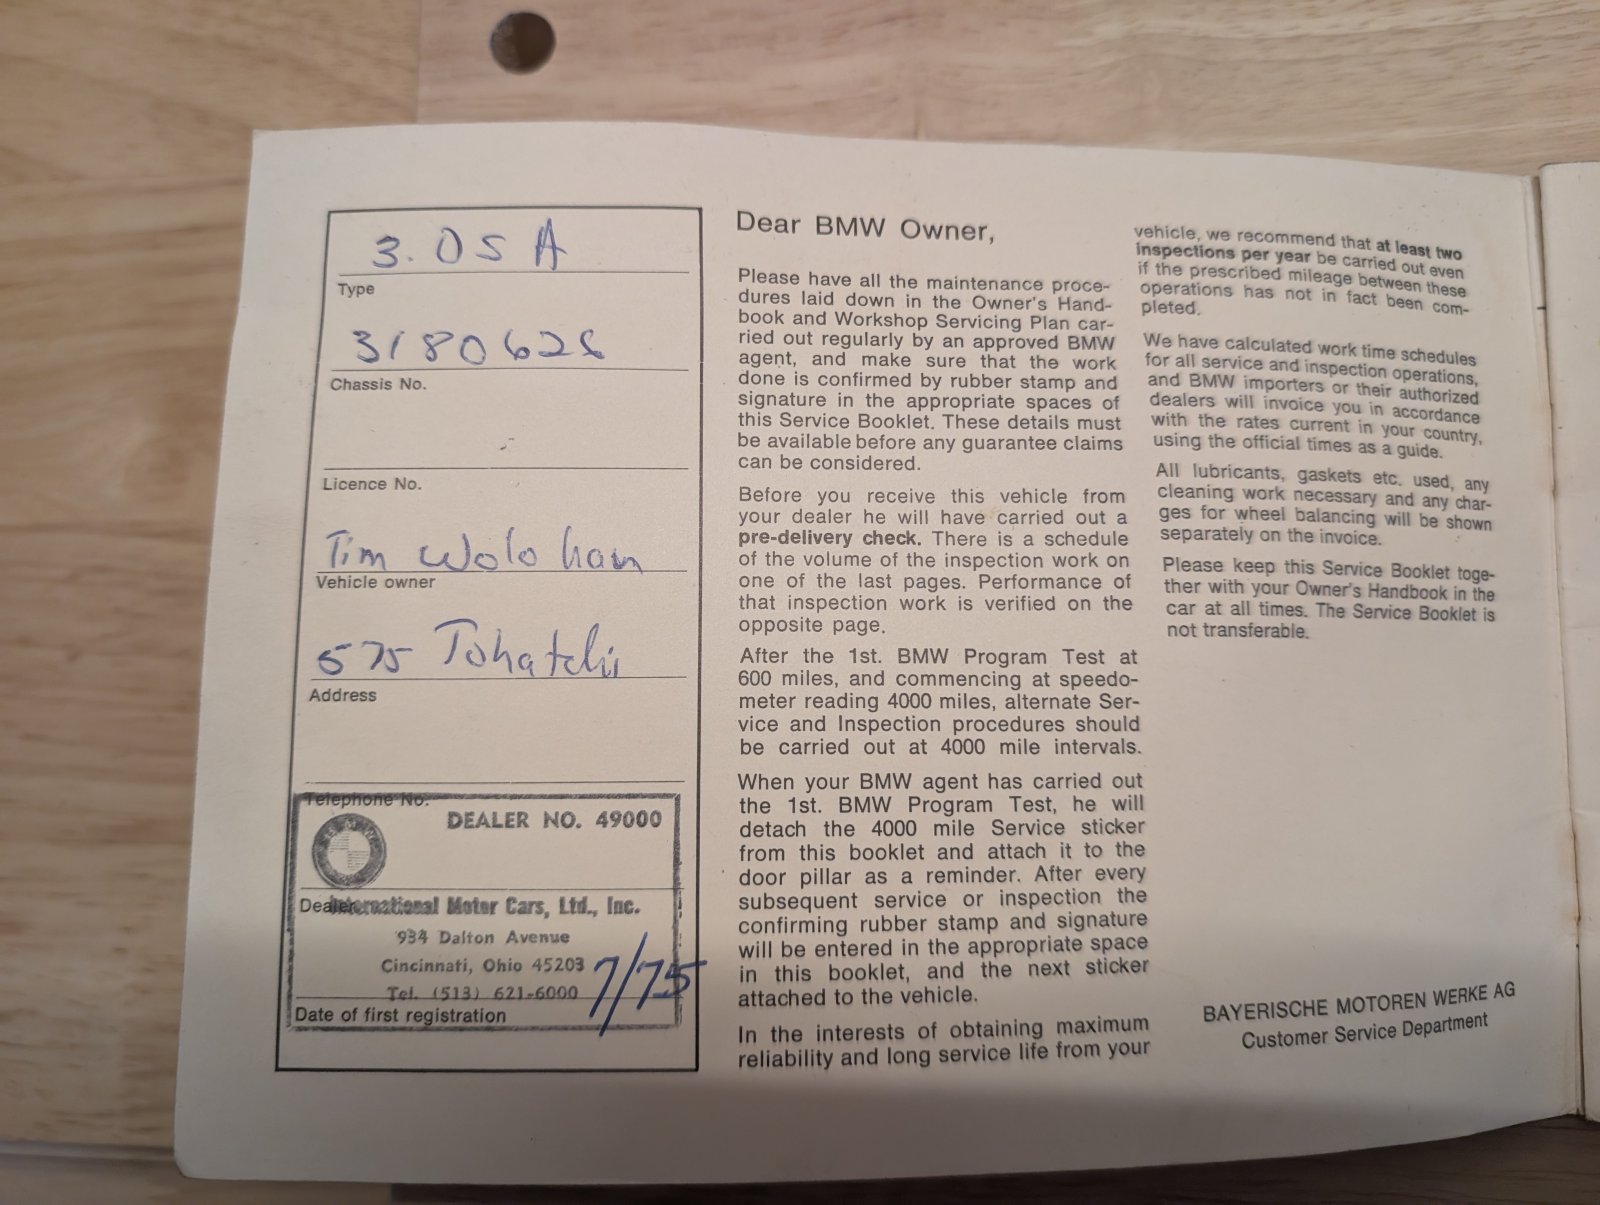 3.0S A
Type
3180626
Chassis No.
Licence No.
Tim Woloham
Vehicle owner
575
Address
Telephone No.
DEALER NO. 49000
Dealer
International Motor Cars, Ltd., Inc.
934 Dalton Avenue
Cincinnati, Ohio 45203
7/75
Tel. (513) 621-6000
Date of first registration
Dear BMW Owner,
Please have all the maintenance proce-
dures laid down in the Owner's Hand-
book and Workshop Servicing Plan car-
ried out regularly by an approved BMW
agent, and make sure that the work
done is confirmed by rubber stamp and
signature in the appropriate spaces of
this Service Booklet. These details must
be available before any guarantee claims
can be considered.
Before you receive this vehicle from
your dealer he will have carried out a
pre-delivery check. There is a schedule
of the volume of the inspection work on
one of the last pages. Performance of
that inspection work is verified on the
opposite page.
After the 1st. BMW Program Test at
600 miles, and commencing at speedo-
meter reading 4000 miles, alternate Ser-
vice and Inspection procedures should
be carried out at 4000 mile intervals.
When your BMW agent has carried out
the 1st. BMW Program Test, he will
detach the 4000 mile Service sticker
from this booklet and attach it to the
door pillar as a reminder. After every
subsequent service or inspection the
confirming rubber stamp and signature
will be entered in the appropriate space
in this booklet, and the next sticker
attached to the vehicle.
In the interests of obtaining maximum
reliability and long service life from your
vehicle, we recommend that at least two
inspections per year be carried out even
if the prescribed mileage between these
operations has not in fact been com-
pleted.
We have calculated work time schedules
for all service and inspection operations,
and BMW importers or their authorized
dealers will invoice you in accordance
with the rates current in your country,
using the official times as a guide.
All lubricants, gaskets etc. used, any
cleaning work necessary and any char-
ges for wheel balancing will be shown
separately on the invoice.
Please keep this Service Booklet toge-
ther with your Owner's Handbook in the
car at all times. The Service Booklet is
not transferable.
BAYERISCHE MOTOREN WERKE AG
Customer Service Department